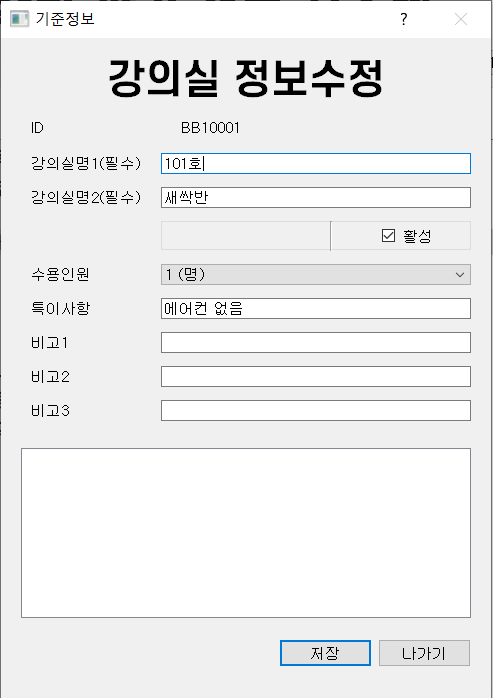 기준정보 ?
강의실 정보수정
ID BB10001
강의실명1(필수) 101호
강의실명2(필수) 새싹반
활성
수용인원 1 (명)
특이사항 에어컨 없음
비고1
비고2
비고3
저장 나가기